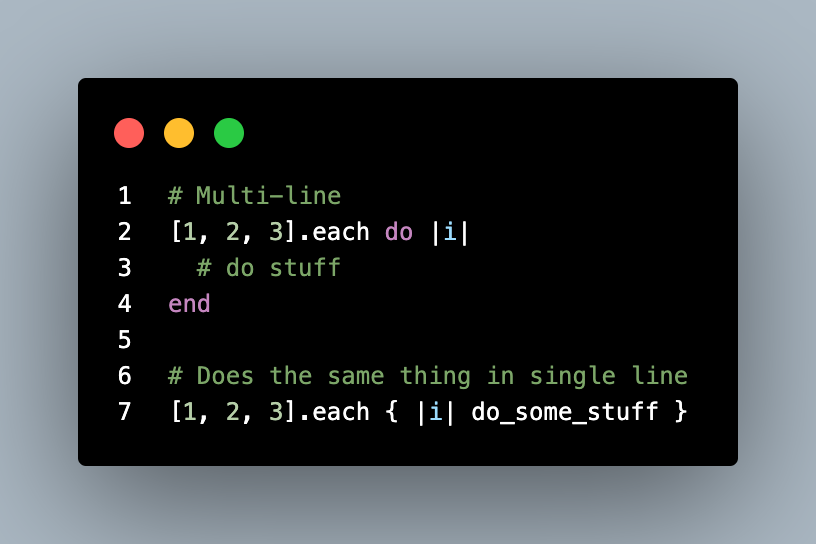 1 # Multi-line
2 [1, 2, 3].each do |i|
3   # do stuff
4 end
5
6 # Does the same thing in single line
7 [1, 2, 3].each { |i| do_some_stuff }